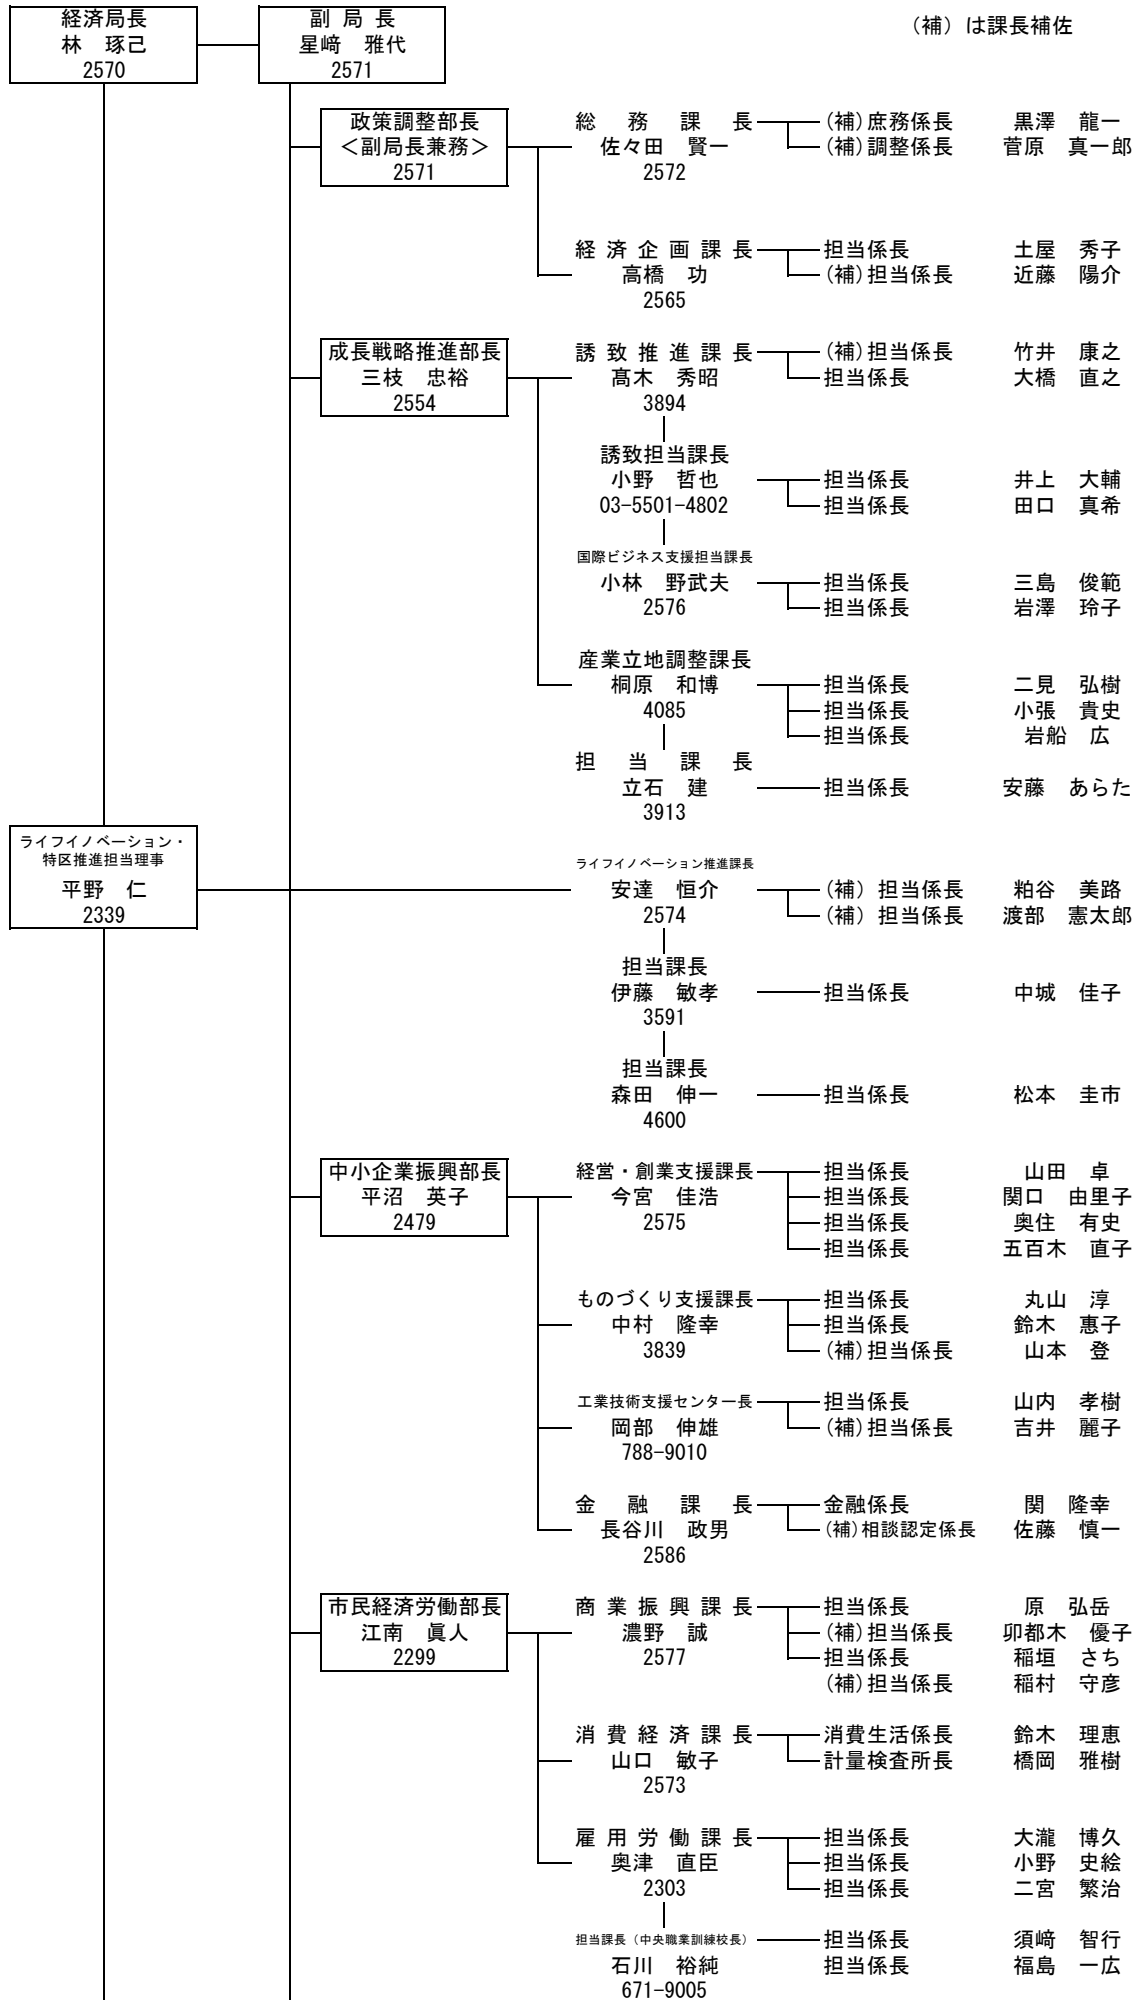 経済局長
林　琢己
2570
副 局 長
星﨑　雅代
2571
（補）は課長補佐
政策調整部長
＜副局長兼務＞
2571
総　務　課　長
佐々田　賢一
2572
(補)庶務係長　黒澤　龍一
(補)調整係長　菅原　真一郎
経 済 企 画 課 長
高橋　功
2565
担当係長　土屋　秀子
(補)担当係長　近藤　陽介
成長戦略推進部長
三枝　忠裕
2554
誘 致 推 進 課 長
髙木　秀昭
3894
(補)担当係長　竹井　康之
担当係長　大橋　直之
誘致担当課長
小野　哲也
03-5501-4802
担当係長　井上　大輔
担当係長　田口　真希
国際ビジネス支援担当課長
小林　野武夫
2576
担当係長　三島　俊範
担当係長　岩澤　玲子
産業立地調整課長
桐原　和博
4085
担当係長　二見　弘樹
担当係長　小張　貴史
担当係長　岩船　広
担　当　課　長
立石　建
3913
担当係長　安藤　あらた
ライフイノベーション・
特区推進担当理事
平野　仁
2339
ライフイノベーション推進課長
安達　恒介
2574
(補) 担当係長　粕谷　美路
(補) 担当係長　渡部　憲太郎
担当課長
伊藤　敏孝
3591
担当係長　中城　佳子
担当課長
森田　伸一
4600
担当係長　松本　圭市
中小企業振興部長
平沼　英子
2479
経営・創業支援課長
今宮　佳浩
2575
担当係長　山田　卓
担当係長　関口　由里子
担当係長　奥住　有史
担当係長　五百木　直子
ものづくり支援課長
中村　隆幸
3839
担当係長　丸山　淳
担当係長　鈴木　惠子
(補)担当係長　山本　登
工業技術支援センター長
岡部　伸雄
788-9010
担当係長　山内　孝樹
(補)担当係長　吉井　麗子
金　融　課　長
長谷川　政男
2586
金融係長　関　隆幸
(補)相談認定係長　佐藤　慎一
市民経済労働部長
江南　眞人
2299
商 業 振 興 課 長
濃野　誠
2577
担当係長　原　弘岳
(補)担当係長　卯都木　優子
担当係長　稲垣　さち
(補)担当係長　稲村　守彦
消 費 経 済 課 長
山口　敏子
2573
消費生活係長　鈴木　理恵
計量検査所長　橋岡　雅樹
雇 用 労 働 課 長
奥津　直臣
2303
担当係長　大瀧　博久
担当係長　小野　史絵
担当係長　二宮　繁治
担当課長（中央職業訓練校長）
石川　裕純
671-9005
担当係長　須﨑　智行
担当係長　福島　一広